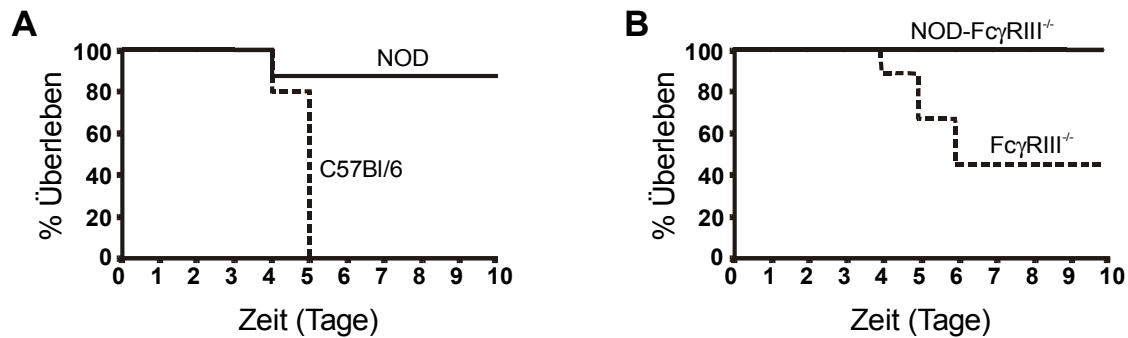 A
% Überleben
100
80
60
40
20
0
NOD
C57Bl/6
0 1 2 3 4 5 6 7 8 9 10
Zeit (Tage)
B
% Überleben
100
80
60
40
20
0
NOD-FcγRIII-/-
FcγRIII-/-
0 1 2 3 4 5 6 7 8 9 10
Zeit (Tage)